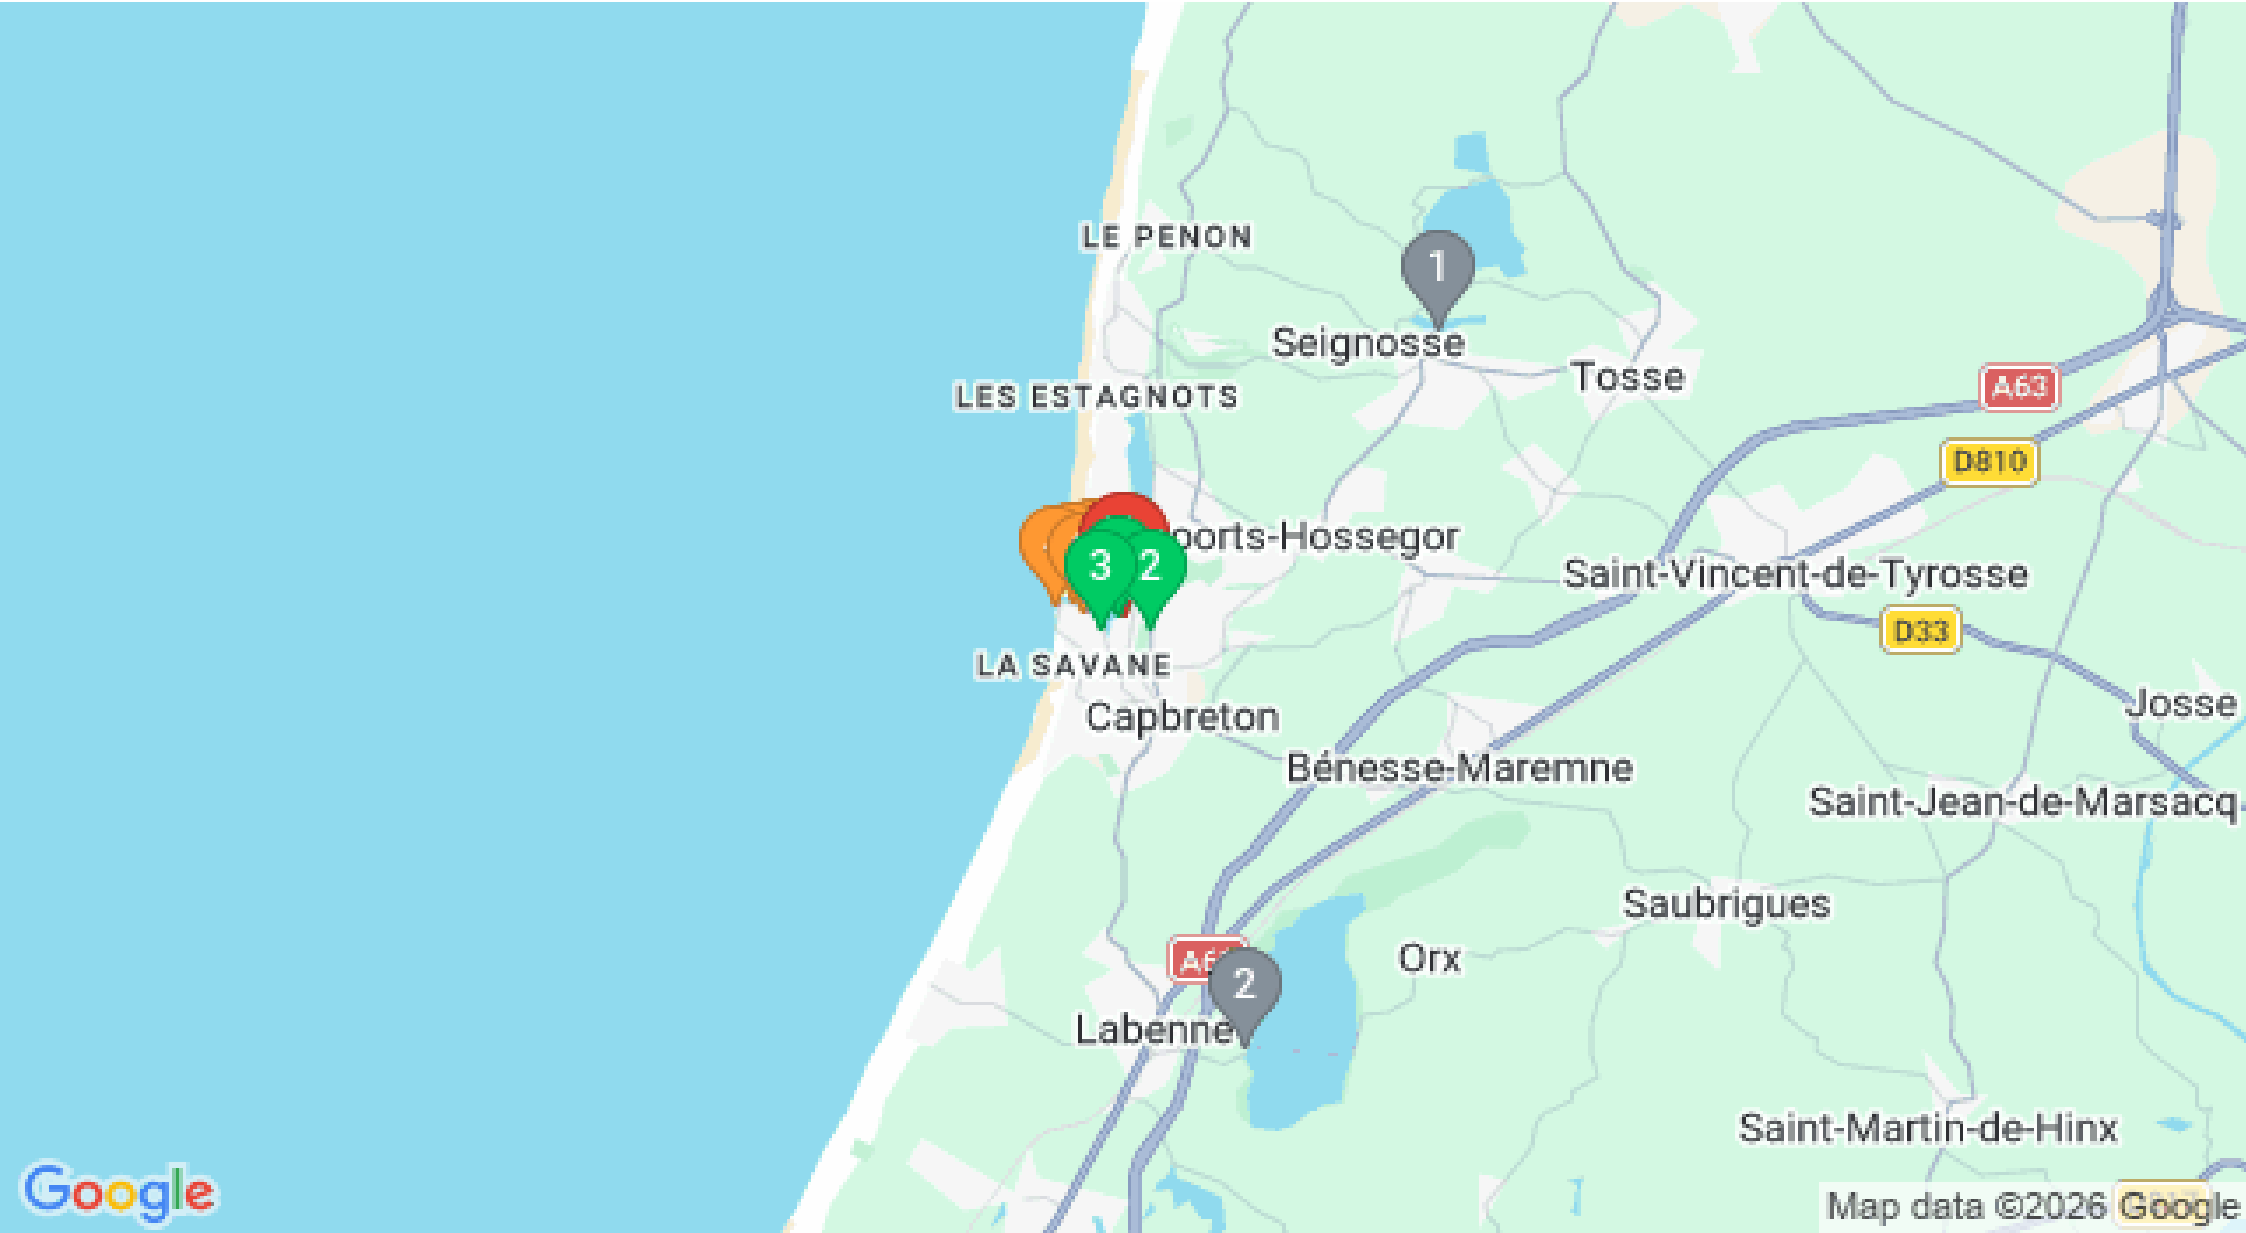 LE PENON
1
Seignosse
Tosse
A63
LES ESTAGNOTS
D810
oorts-Hossegor
3
2
Saint-Vincent-de-Tyrosse
D33
LA SAVANE
Josse
Capbreton
Bénesse-Maremne
Saint-Jean-de-Marsacq
Saubrigues
Orx
A6
2
Labenne
Saint-Martin-de-Hinx
Google
Map data ©2026 Google